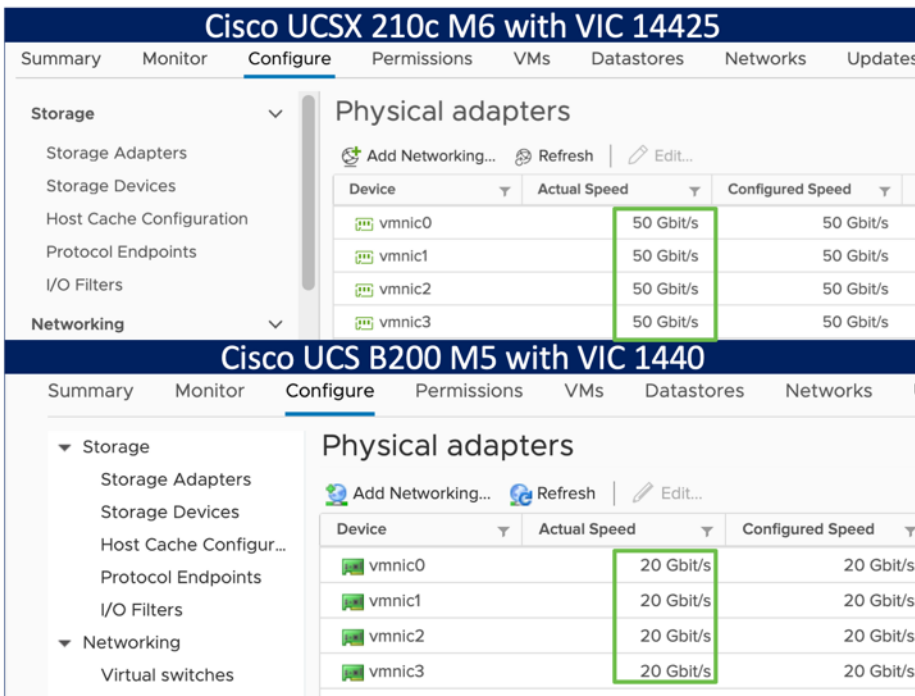 Cisco UCSX 210c M6 with VIC 14425
Summary Monitor Configure Permissions VMs Datastores Networks Updates
Storage
Storage Adapters
Storage Devices
Host Cache Configuration
Protocol Endpoints
I/O Filters
Networking
Physical adapters
Add Networking... Refresh Edit...
Device Actual Speed Configured Speed
vmnic0 50 Gbit/s 50 Gbit/s
vmnic1 50 Gbit/s 50 Gbit/s
vmnic2 50 Gbit/s 50 Gbit/s
vmnic3 50 Gbit/s 50 Gbit/s
Cisco UCS B200 M5 with VIC 1440
Summary Monitor Configure Permissions VMs Datastores Networks
Storage
Storage Adapters
Storage Devices
Host Cache Configur...
Protocol Endpoints
I/O Filters
Networking
Virtual switches
Physical adapters
Add Networking... Refresh Edit...
Device Actual Speed Configured Speed
vmnic0 20 Gbit/s 20 Gbit/s
vmnic1 20 Gbit/s 20 Gbit/s
vmnic2 20 Gbit/s 20 Gbit/s
vmnic3 20 Gbit/s 20 Gbit/s